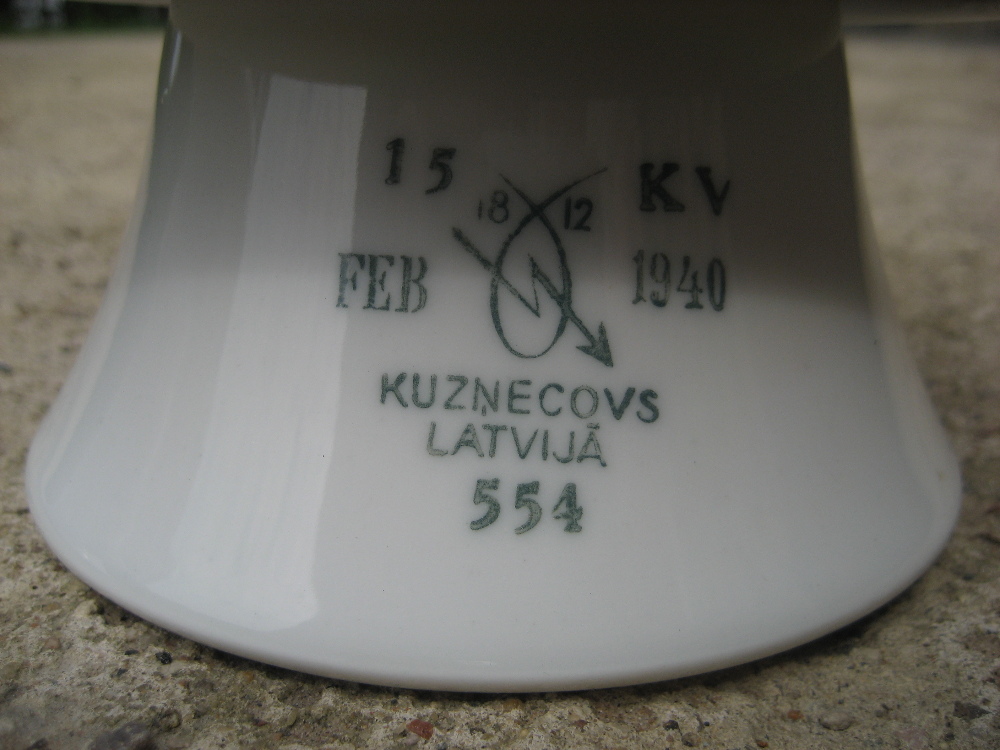 15 KV
18 12
FEB 1940
KUZŅECOVS
LATVIJĀ
554